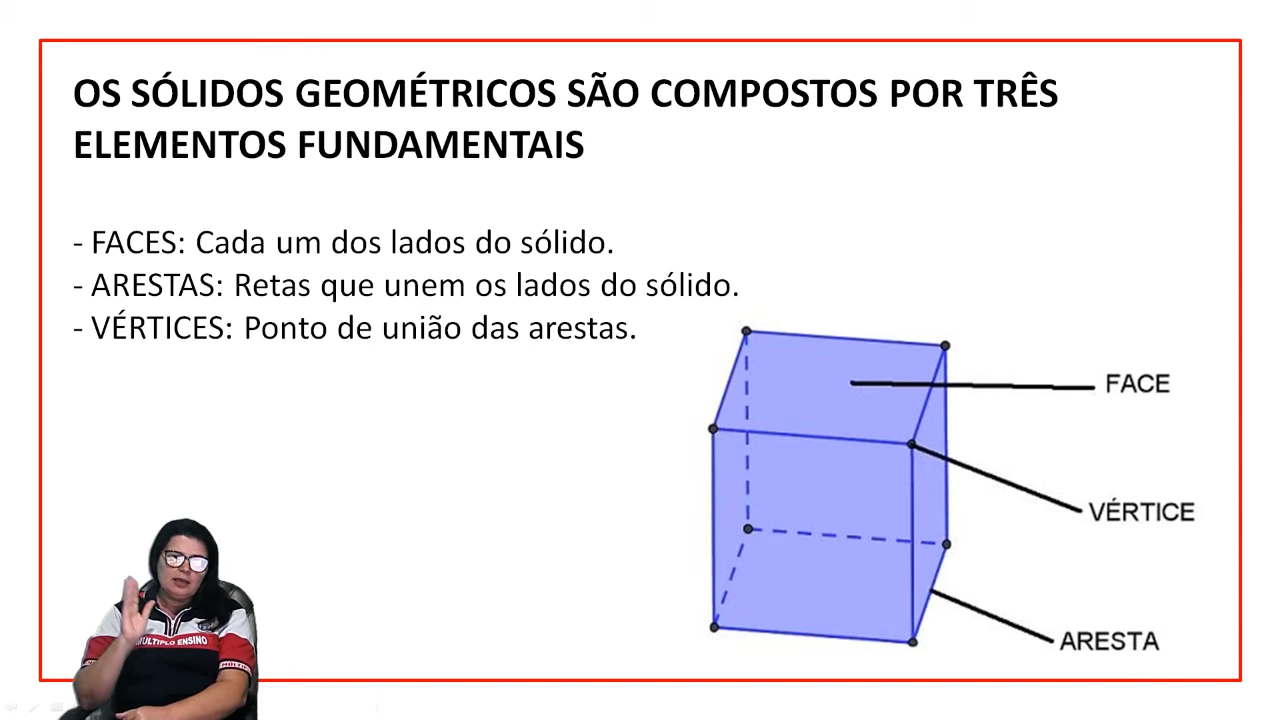 OS SÓLIDOS GEOMÉTRICOS SÃO COMPOSTOS POR TRÊS
ELEMENTOS FUNDAMENTAIS
- FACES: Cada um dos lados do sólido.
- ARESTAS: Retas que unem os lados do sólido.
- VÉRTICES: Ponto de união das arestas.
FACE
VÉRTICE
ARESTA
MÚLTIPLO ENSINO